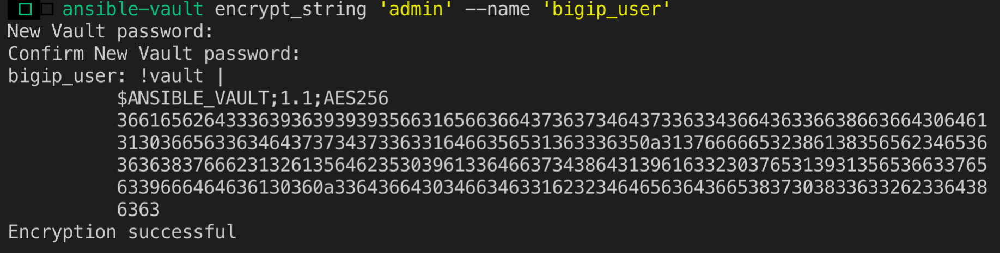 ansible-vault encrypt_string 'admin' --name 'bigip_user'
New Vault password:
Confirm New Vault password:
bigip_user: !vault |
$ANSIBLE_VAULT;1.1;AES256
36616562643336393639393935663165663664373637346437336334366436336638663664306461
3130366563363464373734373363316466356531363336350a313766666532386138356562346536
36363837666231326135646235303961336466373438643139616332303765313931356536633765
6339666464636130360a336436643034663463316232346465636436653837303833633262336438
6363
Encryption successful